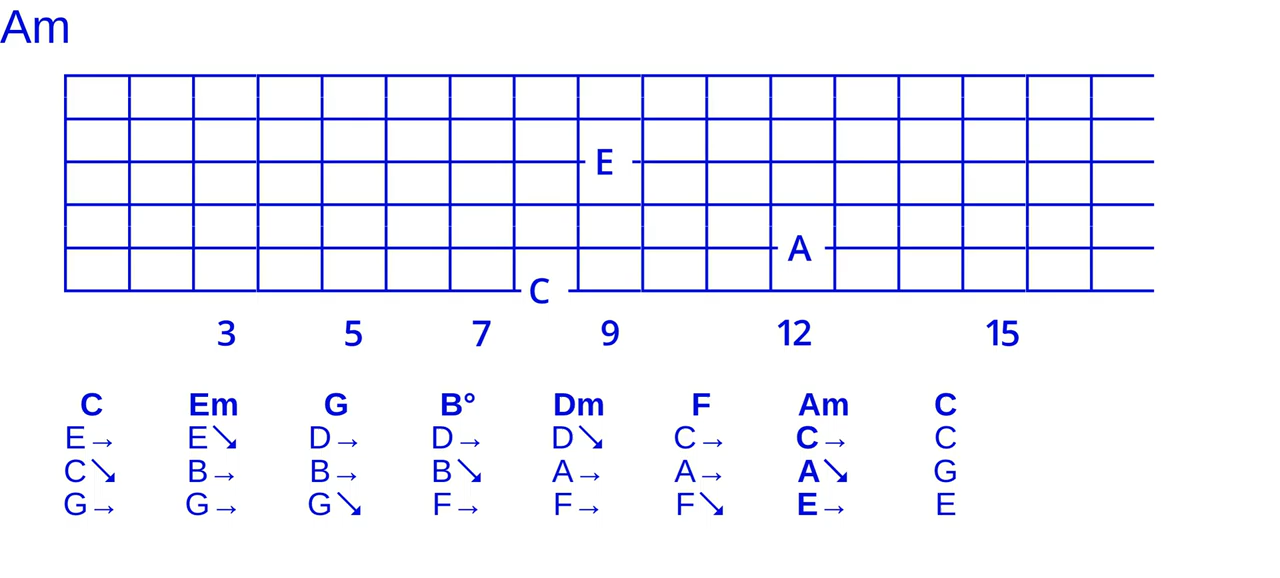 Am
E
A
C
3 5 7 9 12 15
C Em G B° Dm F Am C
E→ E↘ D→ D→ D↘ C→ C→ C
C↘ B→ B→ B↘ A→ A→ A↘ G
G→ G→ G↘ F→ F→ F↘ E→ E